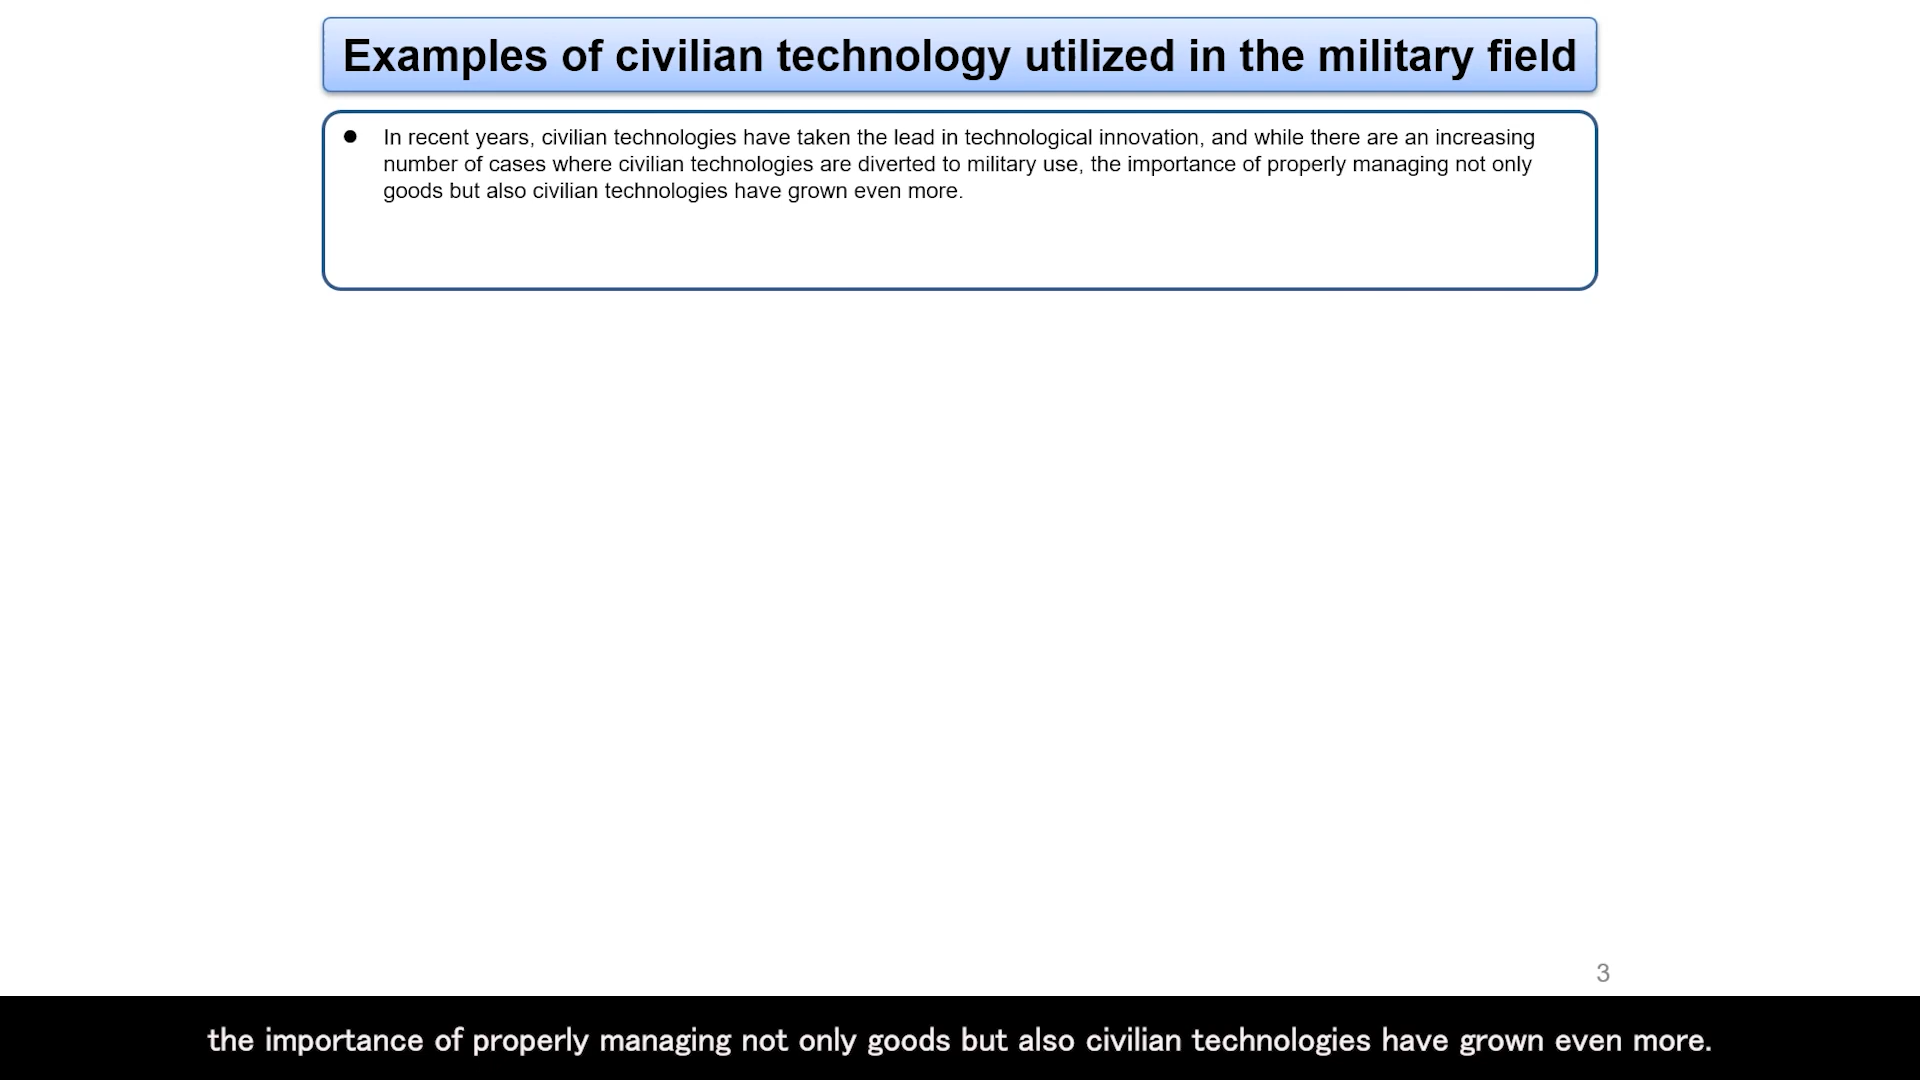 Examples of civilian technology utilized in the military field
● In recent years, civilian technologies have taken the lead in technological innovation, and while there are an increasing
number of cases where civilian technologies are diverted to military use, the importance of properly managing not only
goods but also civilian technologies have grown even more.
3
the importance of properly managing not only goods but also civilian technologies have grown even more.